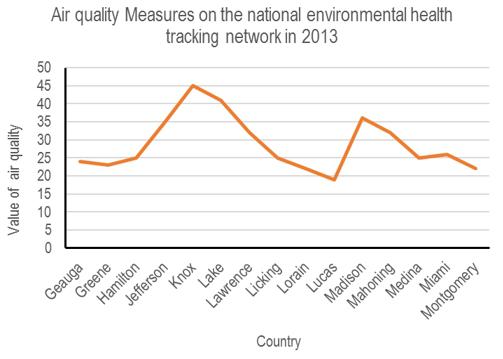 Air quality Measures on the national environmental health
tracking network in 2013
Value of air quality
50
45
40
35
30
25
20
15
10
5
0
Geauga
Greene
Hamilton
Jefferson
Knox
Lake
Lawrence
Licking
Lorain
Lucas
Madison
Mahoning
Medina
Miami
Montgomery
Country